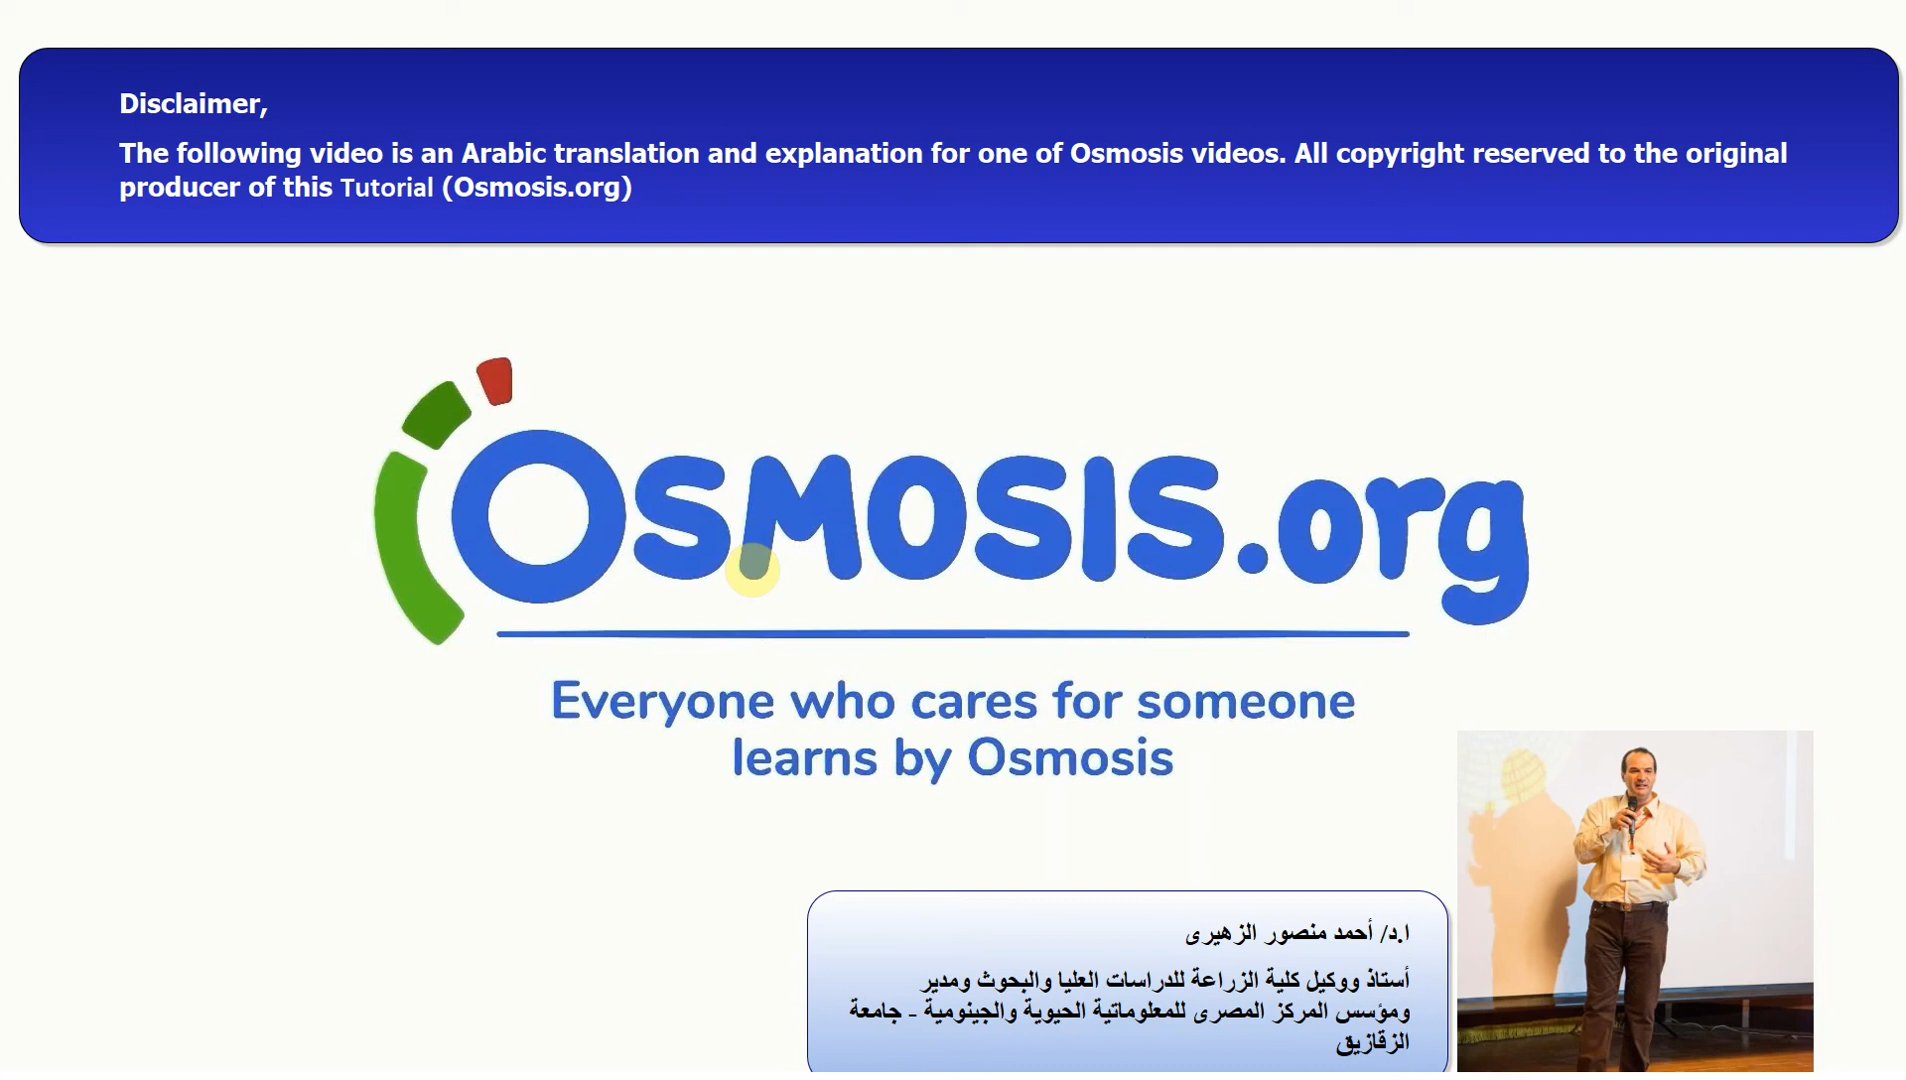 Disclaimer,
The following video is an Arabic translation and explanation for one of Osmosis videos. All copyright reserved to the original
producer of this Tutorial (Osmosis.org)
OSMOSIS.org
Everyone who cares for someone
learns by Osmosis
ا.د/ أحمد منصور الزهيرى
أستاذ ووكيل كلية الزراعة للدراسات العليا والبحوث ومدير
ومؤسس المركز المصرى للمعلوماتية الحيوية والجينومية - جامعة
الزقازيق